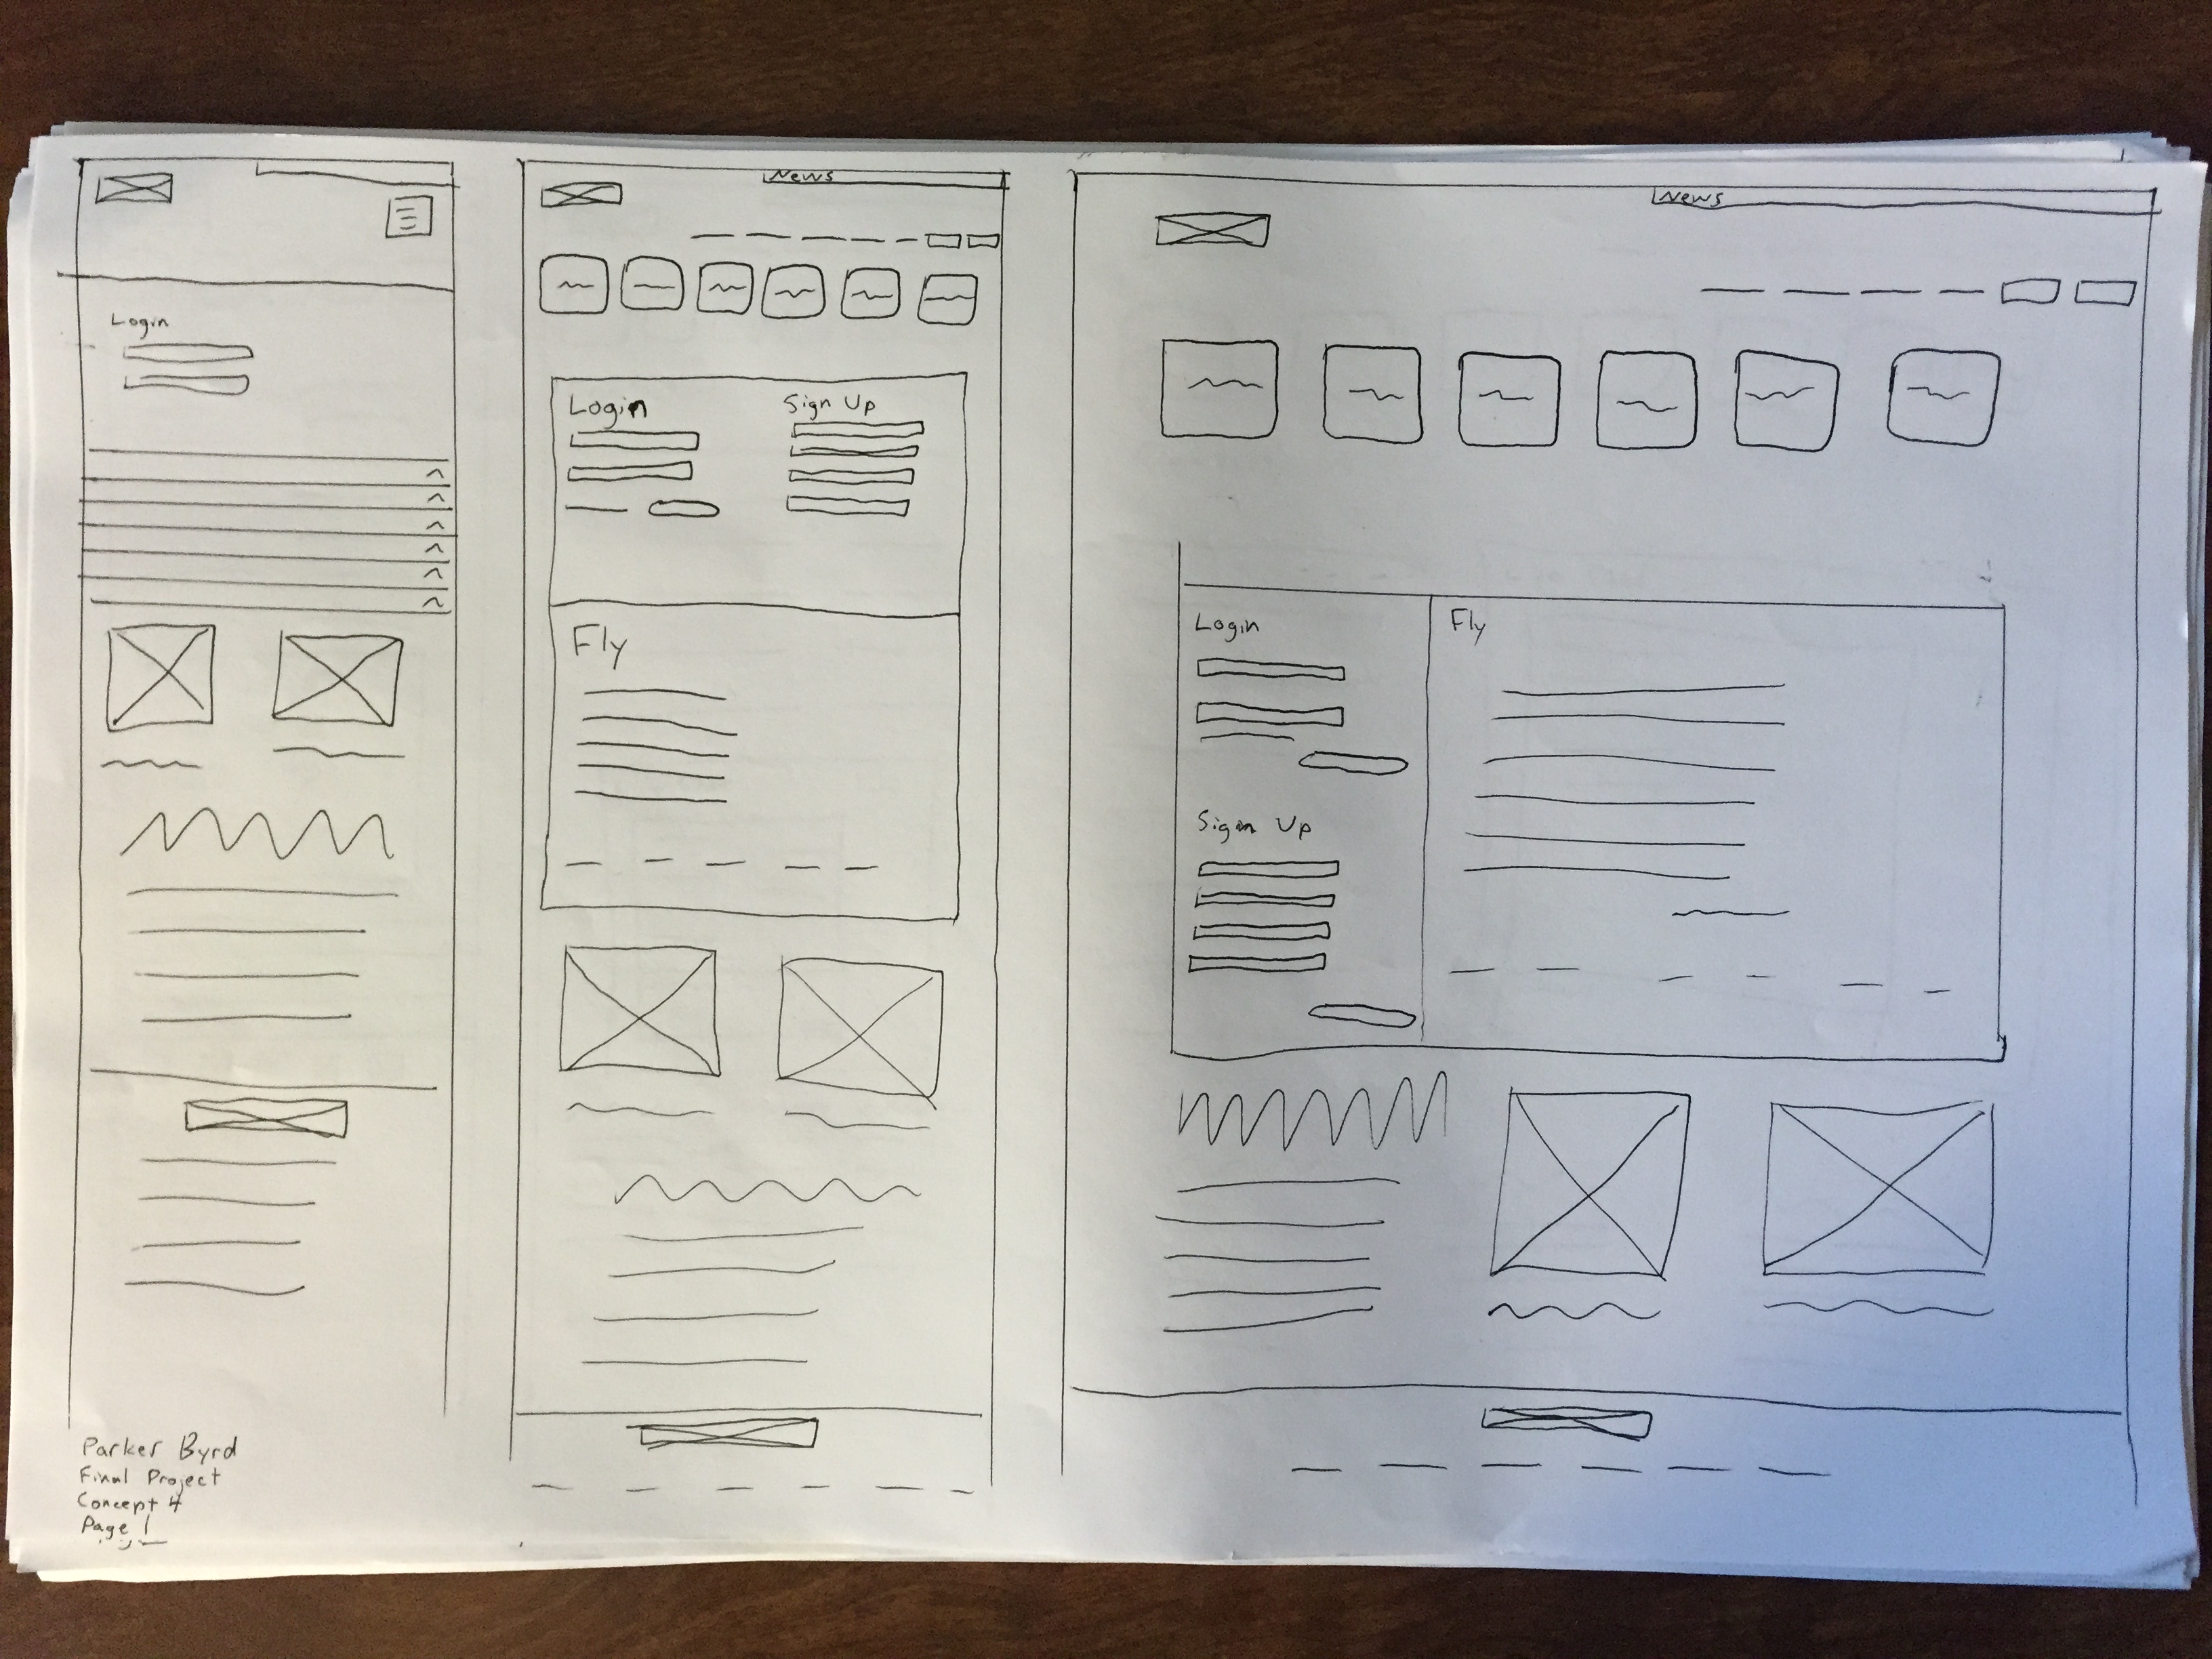 Login
Parker Byrd
Final Project
Concept 4
Page 1
News
Login
Sign Up
Fly
News
Login
Fly
Sign Up